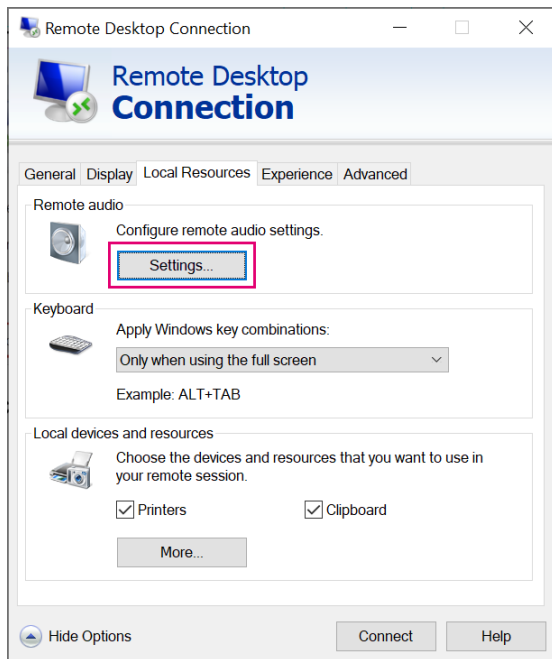 Remote Desktop Connection
Remote Desktop
Connection
General Display Local Resources Experience Advanced
Remote audio
Configure remote audio settings.
Settings...
Keyboard
Apply Windows key combinations:
Only when using the full screen
Example: ALT+TAB
Local devices and resources
Choose the devices and resources that you want to use in
your remote session.
Printers Clipboard
More...
Hide Options Connect Help